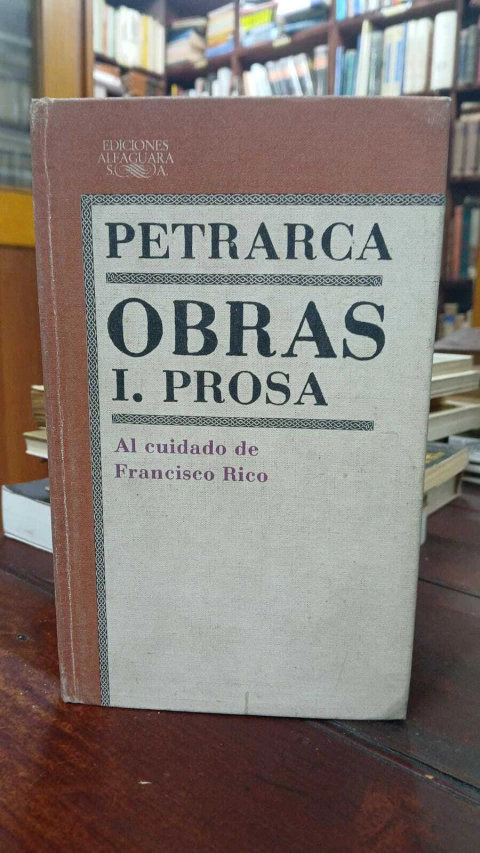 EDICIONES
ALFAGUARA
S. A.
PETRARCA
OBRAS
I. PROSA
Al cuidado de
Francisco Rico